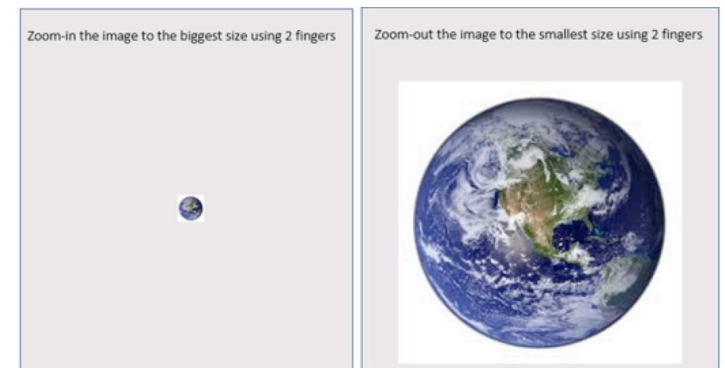 Zoom-in the image to the biggest size using 2 fingers
Zoom-out the image to the smallest size using 2 fingers